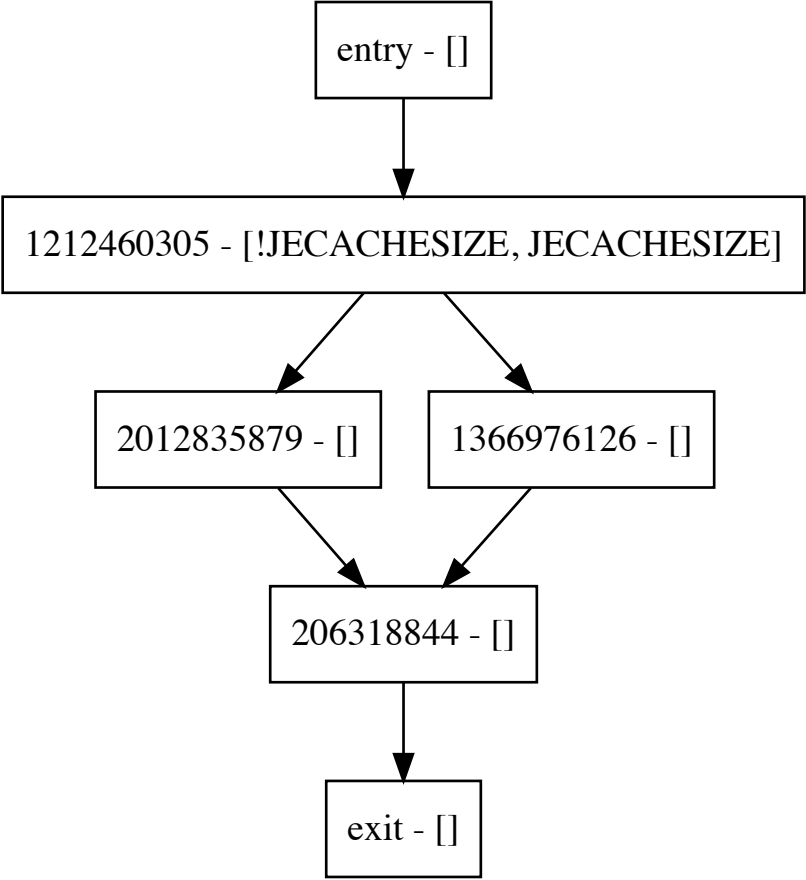 entry - []
1212460305 - [!JECACHESIZE, JECACHESIZE]
2012835879 - []
1366976126 - []
206318844 - []
exit - []